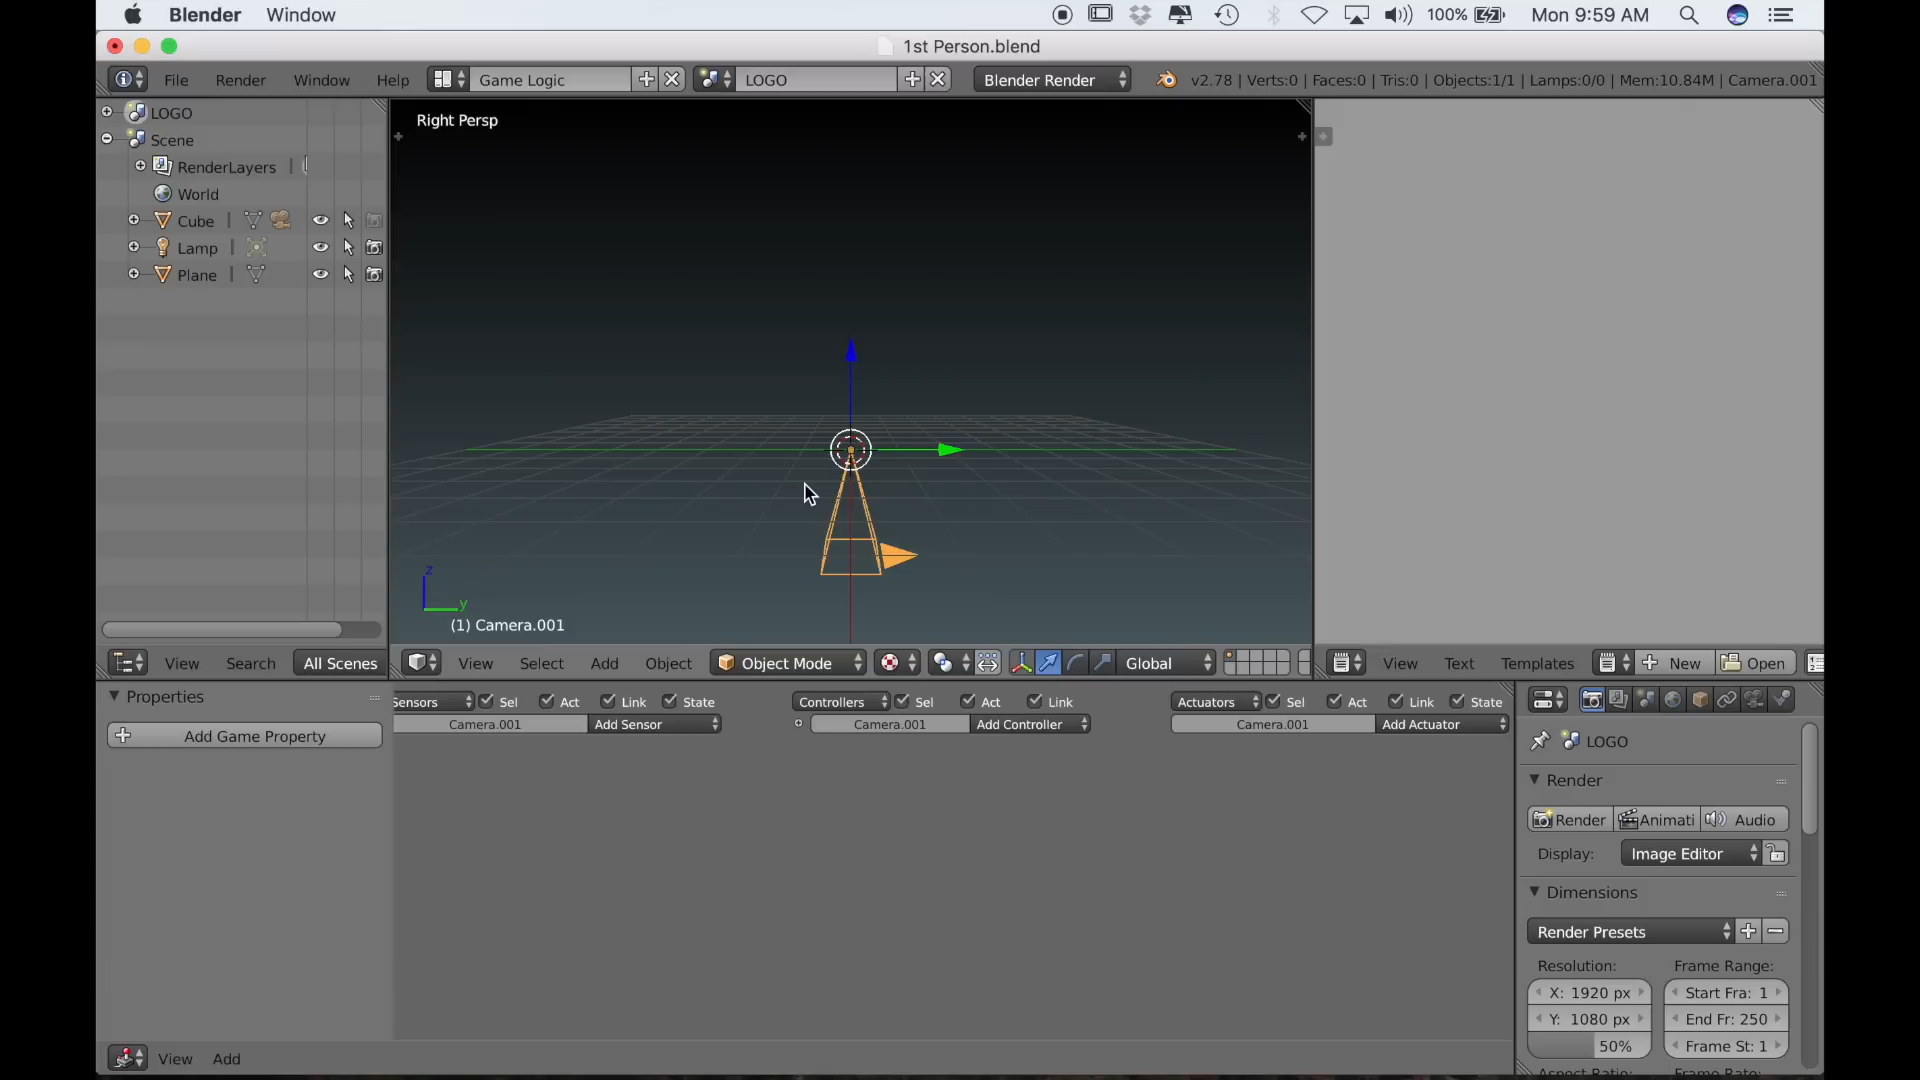 Blender Window 100% Mon 9:59 AM
1st Person.blend
File Render Window Help Game Logic LOGO Blender Render v2.78 | Verts:0 | Faces:0 | Tris:0 | Objects:1/1 | Lamps:0/0 | Mem:10.84M | Camera.001
LOGO
Scene
RenderLayers |
World
Cube |
Lamp |
Plane |
Right Persp
z
y
(1) Camera.001
View Search All Scenes
View Select Add Object Object Mode Global
View Text Templates New Open
Properties
Add Game Property
Sensors Sel Act Link State Controllers Sel Act Link Actuators Sel Act Link State
Camera.001 Add Sensor Camera.001 Add Controller Camera.001 Add Actuator
LOGO
Render
Render Animati Audio
Display: Image Editor
Dimensions
Render Presets
Resolution: Frame Range:
X: 1920 px Start Fra: 1
Y: 1080 px End Fr: 250
50% Frame St: 1
Aspect Ratio: Frame Rate:
View Add